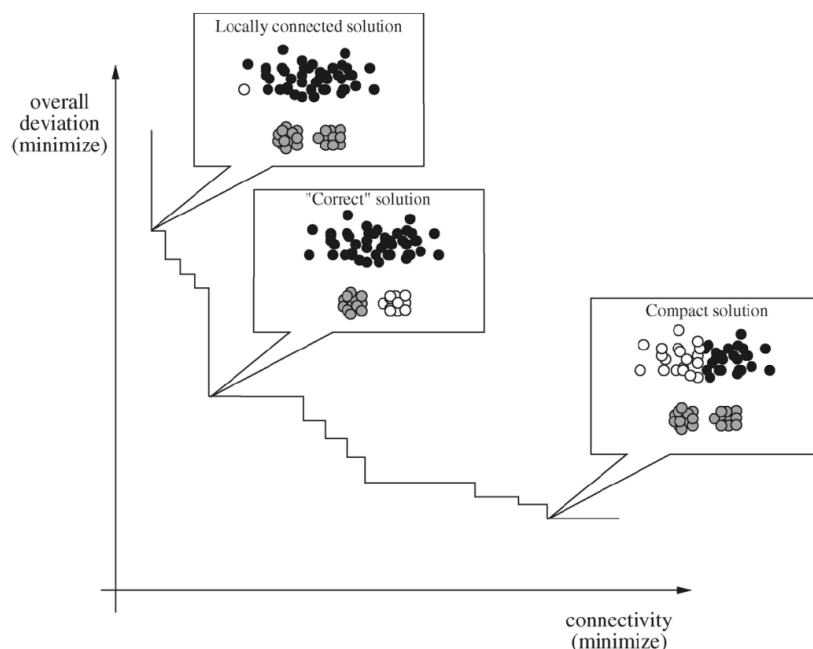 Locally connected solution
overall
deviation
(minimize)
"Correct" solution
Compact solution
connectivity
(minimize)